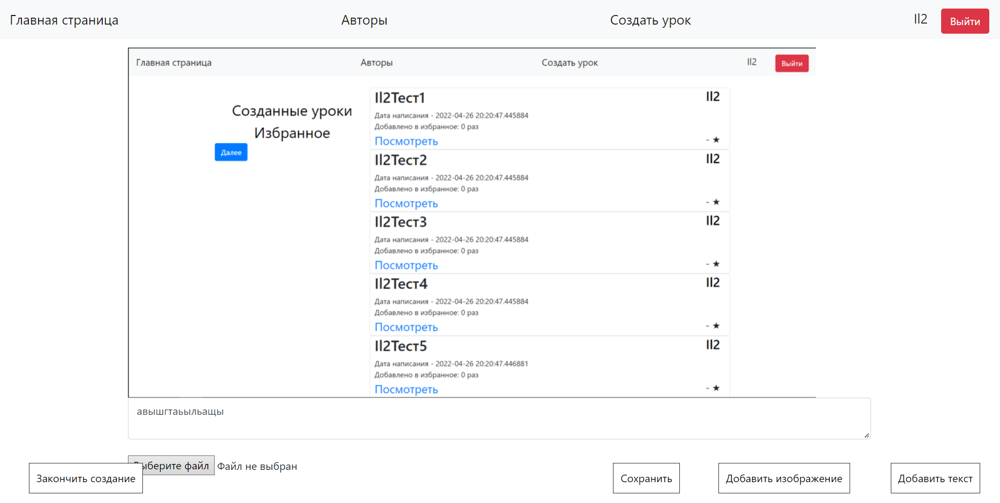 Главная страница Авторы Создать урок Il2 Выйти
Главная страница Авторы Создать урок Il2 Выйти
Созданные уроки
Избранное
Далее
Il2Тест1 Il2
Дата написания - 2022-04-26 20:20:47.445884
Добавлено в избранное: 0 раз
Посмотреть - ★
Il2Тест2 Il2
Дата написания - 2022-04-26 20:20:47.445884
Добавлено в избранное: 0 раз
Посмотреть - ★
Il2Тест3 Il2
Дата написания - 2022-04-26 20:20:47.445884
Добавлено в избранное: 0 раз
Посмотреть - ★
Il2Тест4 Il2
Дата написания - 2022-04-26 20:20:47.445884
Добавлено в избранное: 0 раз
Посмотреть - ★
Il2Тест5 Il2
Дата написания - 2022-04-26 20:20:47.446881
Добавлено в избранное: 0 раз
Посмотреть - ★
авышгтаьыльащы
Выберите файл Файл не выбран
Закончить создание Сохранить Добавить изображение Добавить текст